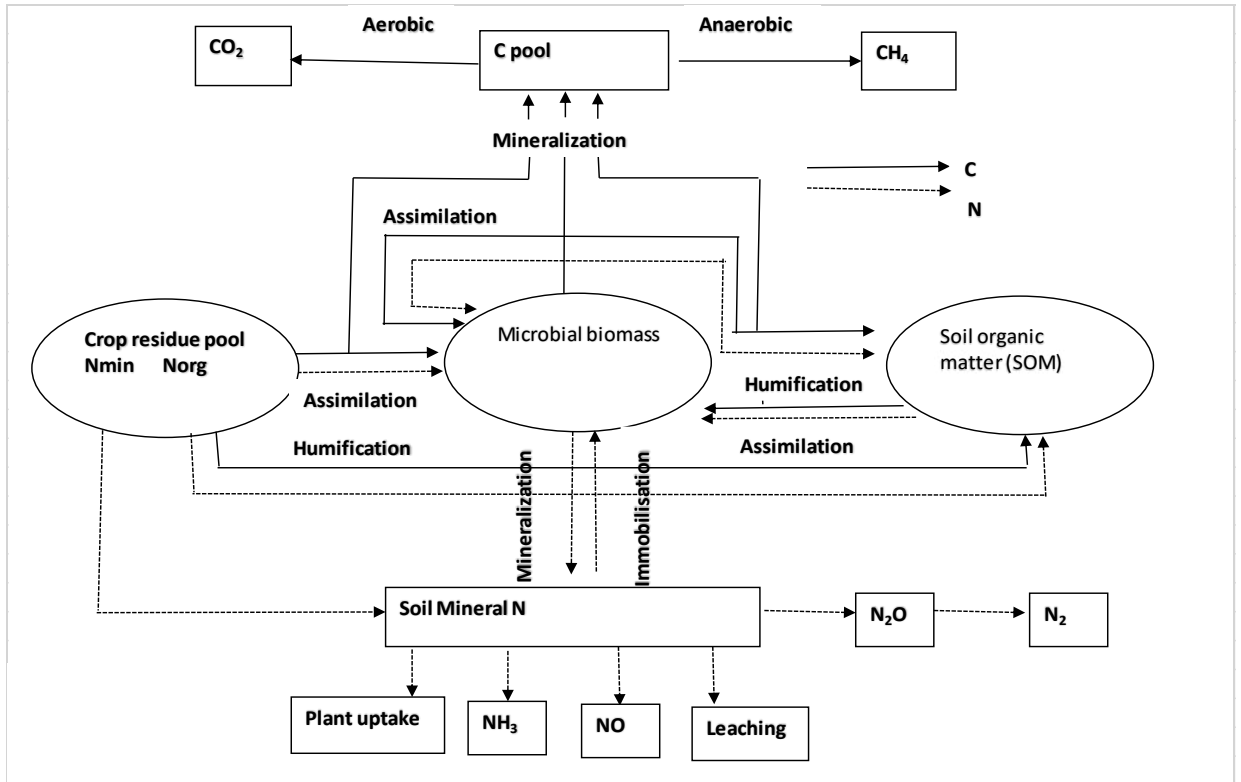 Aerobic
Anaerobic
CO₂
C pool
CH₄
Mineralization
C
N
Assimilation
Crop residue pool
Nmin Norg
Microbial biomass
Soil organic
matter (SOM)
Assimilation
Humification
Humification
Assimilation
Mineralization
Immobilisation
Soil Mineral N
N₂O
N₂
Plant uptake
NH₃
NO
Leaching